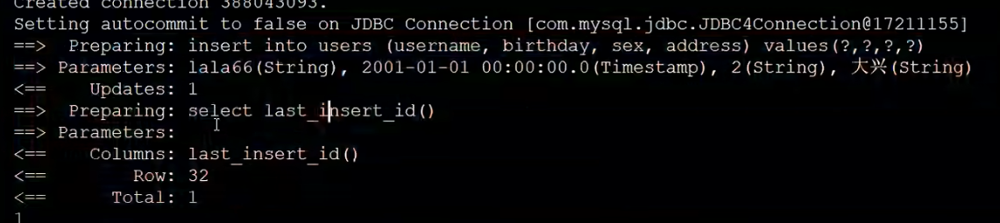 Created connection 388043093.
Setting autocommit to false on JDBC Connection [com.mysql.jdbc.JDBC4Connection@17211155]
==>  Preparing: insert into users (username, birthday, sex, address) values(?,?,?,?)
==> Parameters: lala66(String), 2001-01-01 00:00:00.0(Timestamp), 2(String), 大兴(String)
<==    Updates: 1
==>  Preparing: select last_insert_id()
==> Parameters:
<==    Columns: last_insert_id()
<==        Row: 32
<==      Total: 1
1